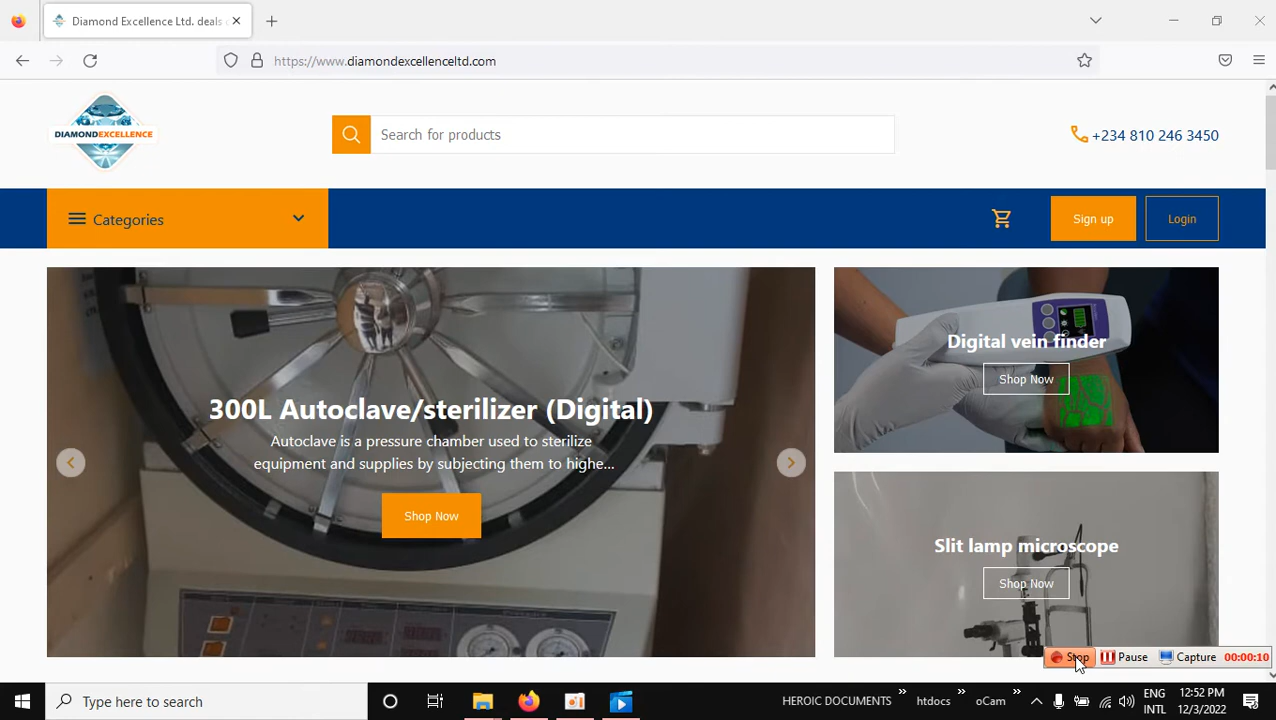 Diamond Excellence Ltd. deals
https://www.diamondexcellenceltd.com
DIAMONDEXCELLENCE
Search for products
+234 810 246 3450
Categories
Sign up
Login
300L Autoclave/sterilizer (Digital)
Autoclave is a pressure chamber used to sterilize
equipment and supplies by subjecting them to highe...
Shop Now
Digital vein finder
Shop Now
Slit lamp microscope
Shop Now
Stop
Pause
Capture
00:00:10
Type here to search
HEROIC DOCUMENTS
htdocs
oCam
ENG
INTL
12:52 PM
12/3/2022